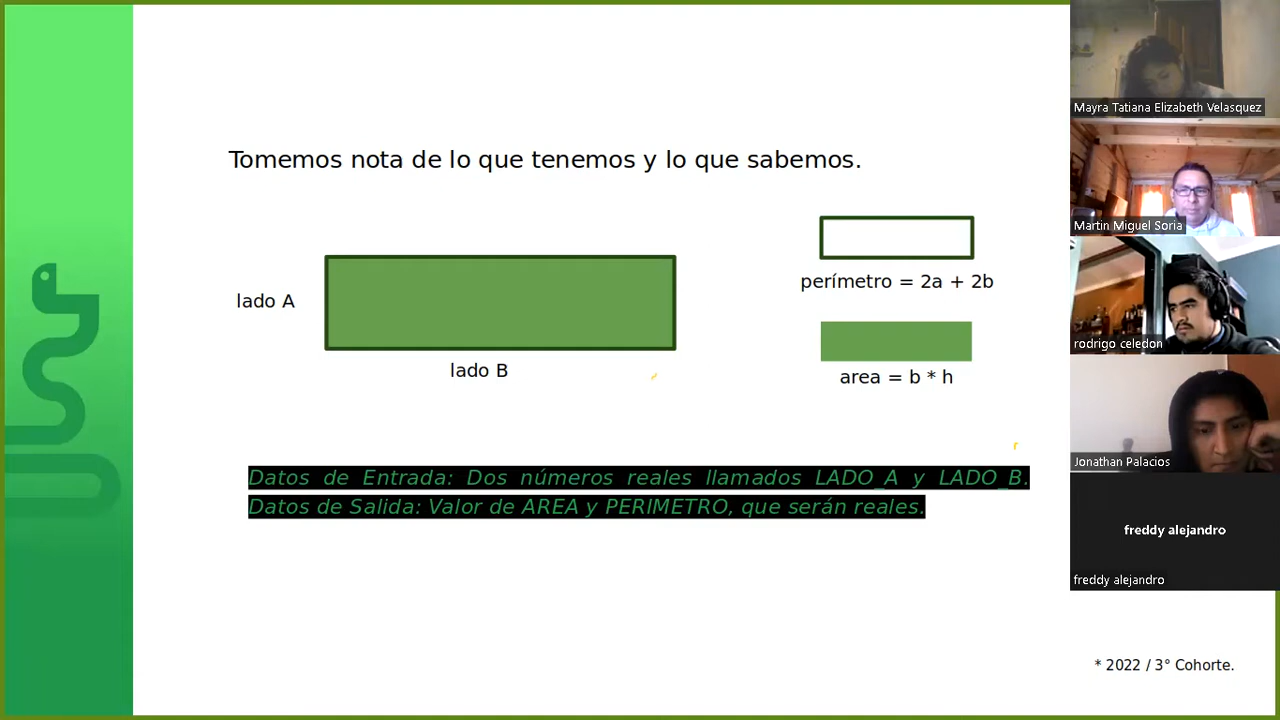 Tomemos nota de lo que tenemos y lo que sabemos.
lado A
lado B
perímetro = 2a + 2b
area = b * h
Datos de Entrada: Dos números reales llamados LADO_A y LADO_B.
Datos de Salida: Valor de AREA y PERIMETRO, que serán reales.
* 2022 / 3° Cohorte.
Mayra Tatiana Elizabeth Velasquez
Martin Miguel Soria
rodrigo celedon
Jonathan Palacios
freddy alejandro
freddy alejandro